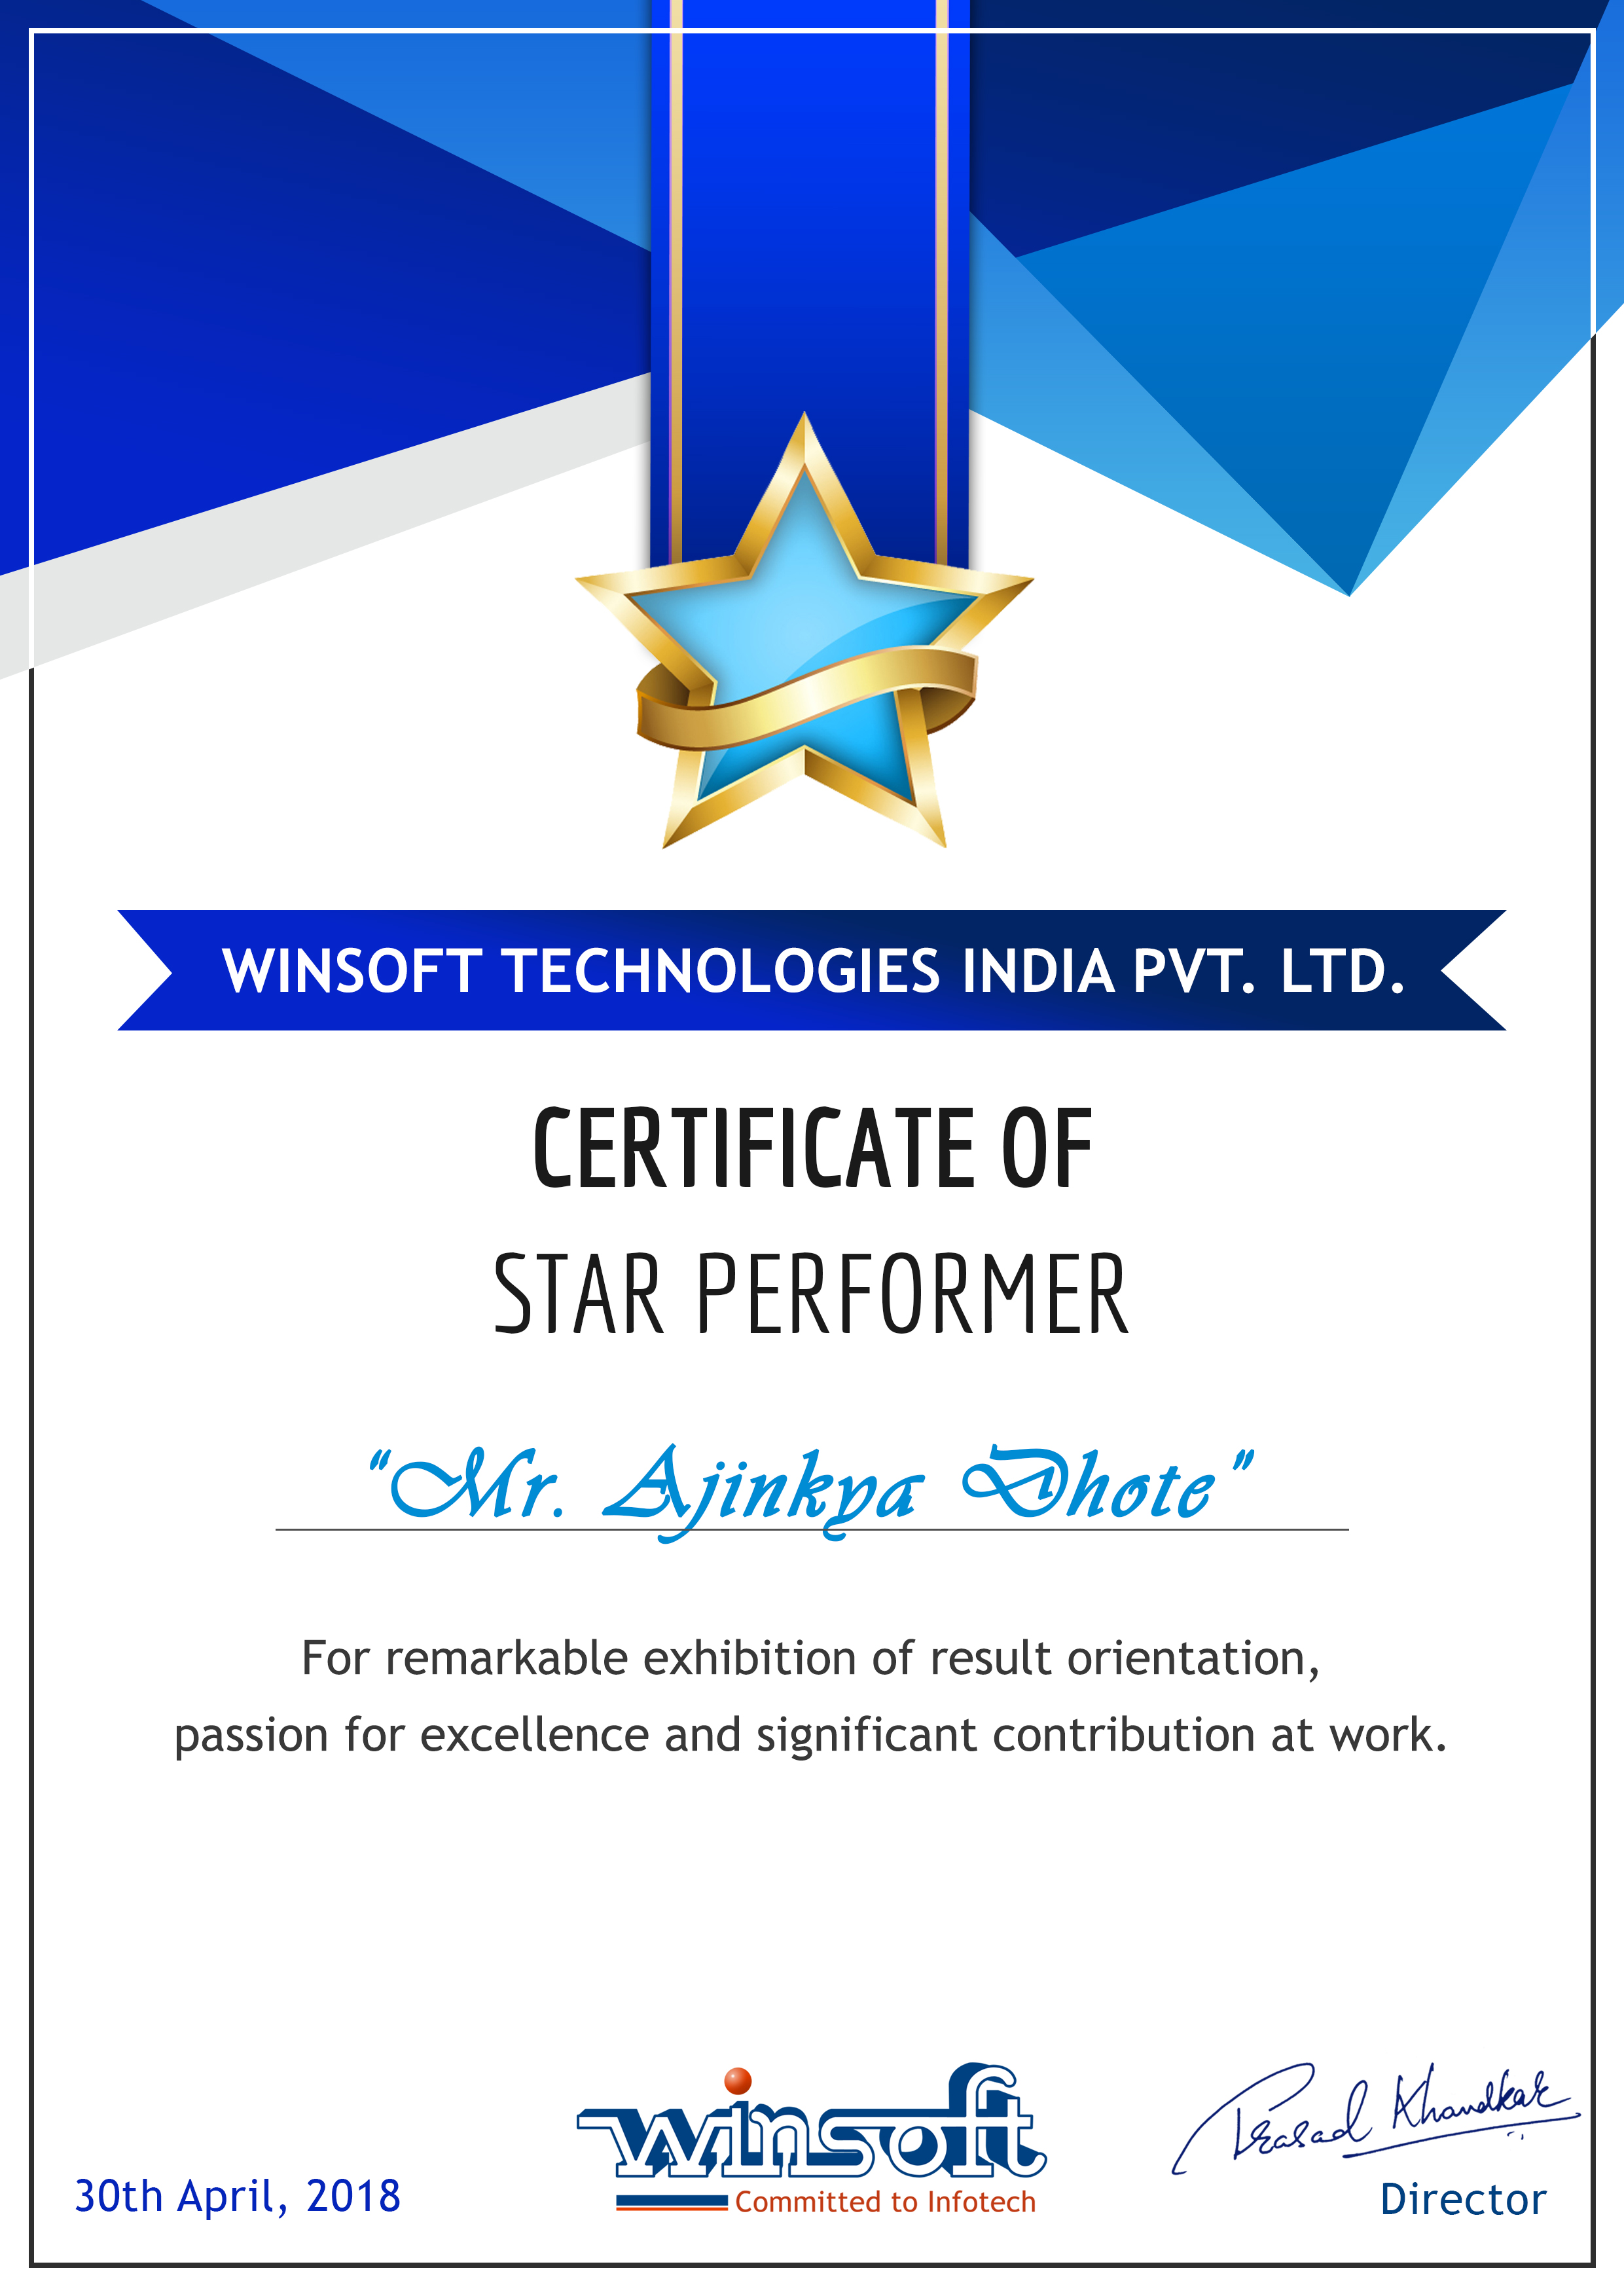 WINSOFT TECHNOLOGIES INDIA PVT. LTD.
CERTIFICATE OF
STAR PERFORMER
“Mr. Ajinkya Dhote”
For remarkable exhibition of result orientation,
passion for excellence and significant contribution at work.
winsoft
Committed to Infotech
Prasad Khandkar
30th April, 2018
Director